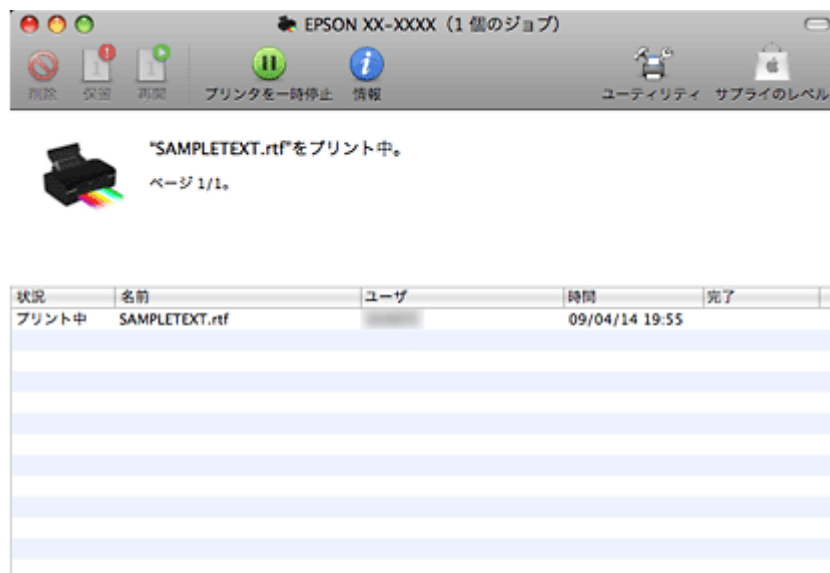 EPSON XX-XXXX（1 個のジョブ）
削除 保留 再開 プリンタを一時停止 情報 ユーティリティ サプライのレベル
"SAMPLETEXT.rtf"をプリント中。
ページ 1/1。
状況 名前 ユーザ 時間 完了
プリント中 SAMPLETEXT.rtf 09/04/14 19:55